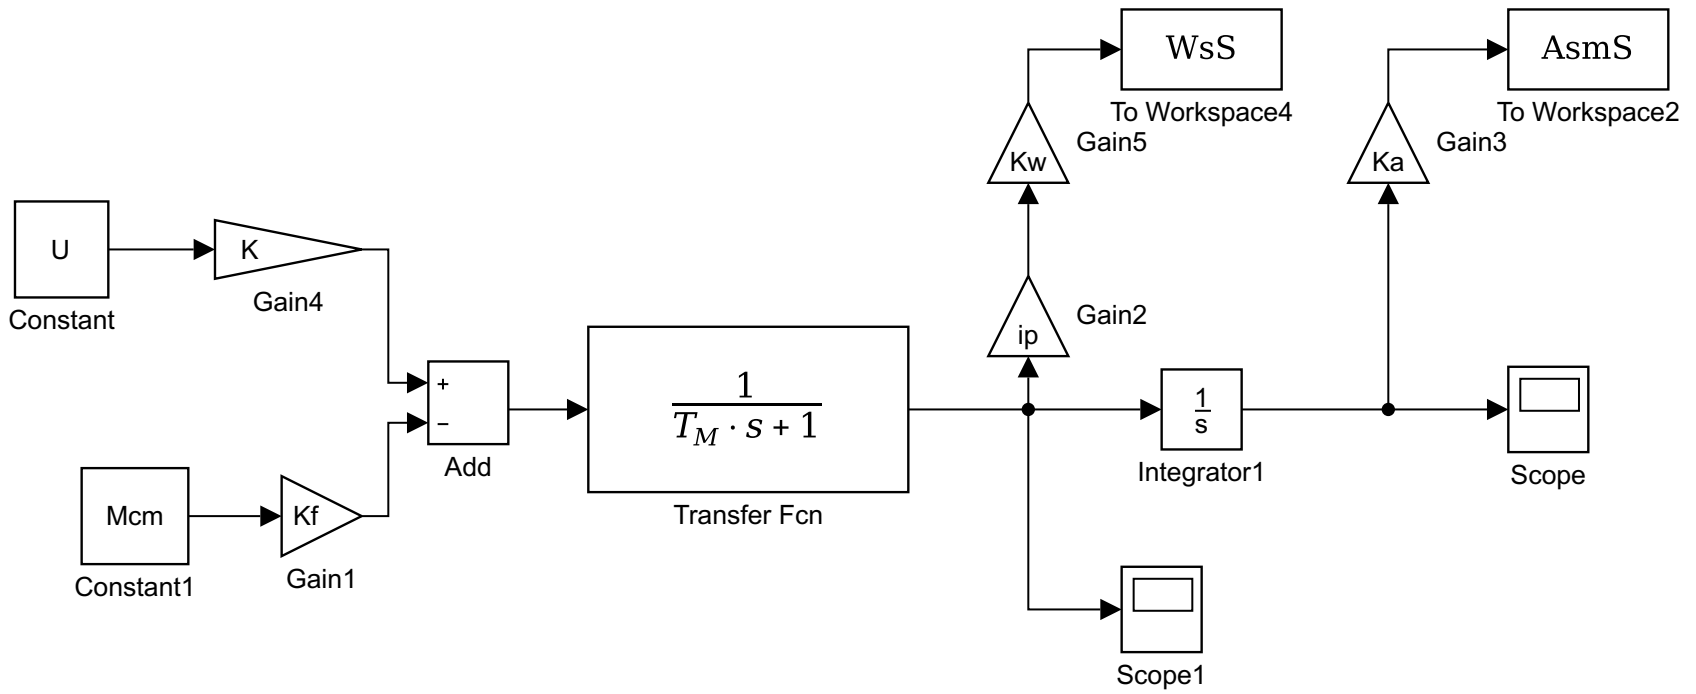 WsS
To Workspace4
AsmS
To Workspace2
Kw
Gain5
Ka
Gain3
U
Constant
K
Gain4
ip
Gain2
+
−
Add
1
T_M · s + 1
Transfer Fcn
1
s
Integrator1
Scope
Mcm
Constant1
Kf
Gain1
Scope1